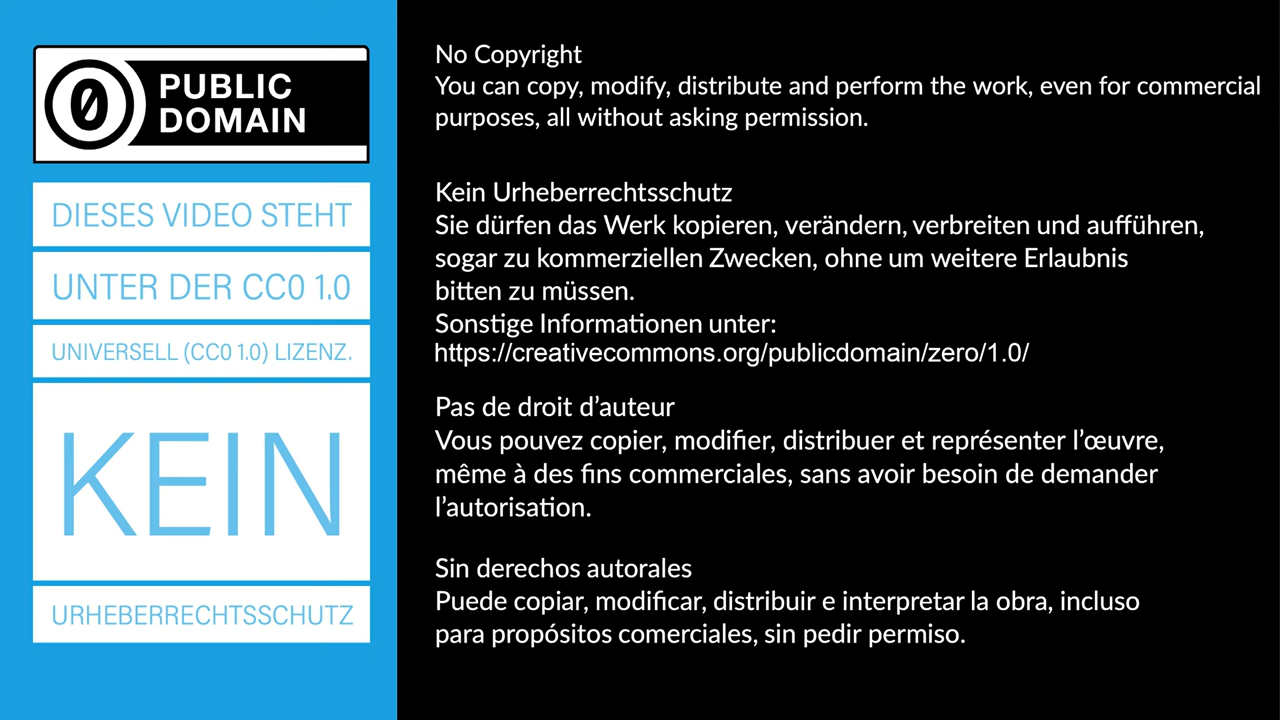 0 PUBLIC
DOMAIN
DIESES VIDEO STEHT
UNTER DER CC0 1.0
UNIVERSELL (CC0 1.0) LIZENZ.
KEIN
URHEBERRECHTSSCHUTZ
No Copyright
You can copy, modify, distribute and perform the work, even for commercial
purposes, all without asking permission.
Kein Urheberrechtsschutz
Sie dürfen das Werk kopieren, verändern, verbreiten und aufführen,
sogar zu kommerziellen Zwecken, ohne um weitere Erlaubnis
bitten zu müssen.
Sonstige Informationen unter:
https://creativecommons.org/publicdomain/zero/1.0/
Pas de droit d’auteur
Vous pouvez copier, modifier, distribuer et représenter l’œuvre,
même à des fins commerciales, sans avoir besoin de demander
l’autorisation.
Sin derechos autorales
Puede copiar, modificar, distribuir e interpretar la obra, incluso
para propósitos comerciales, sin pedir permiso.